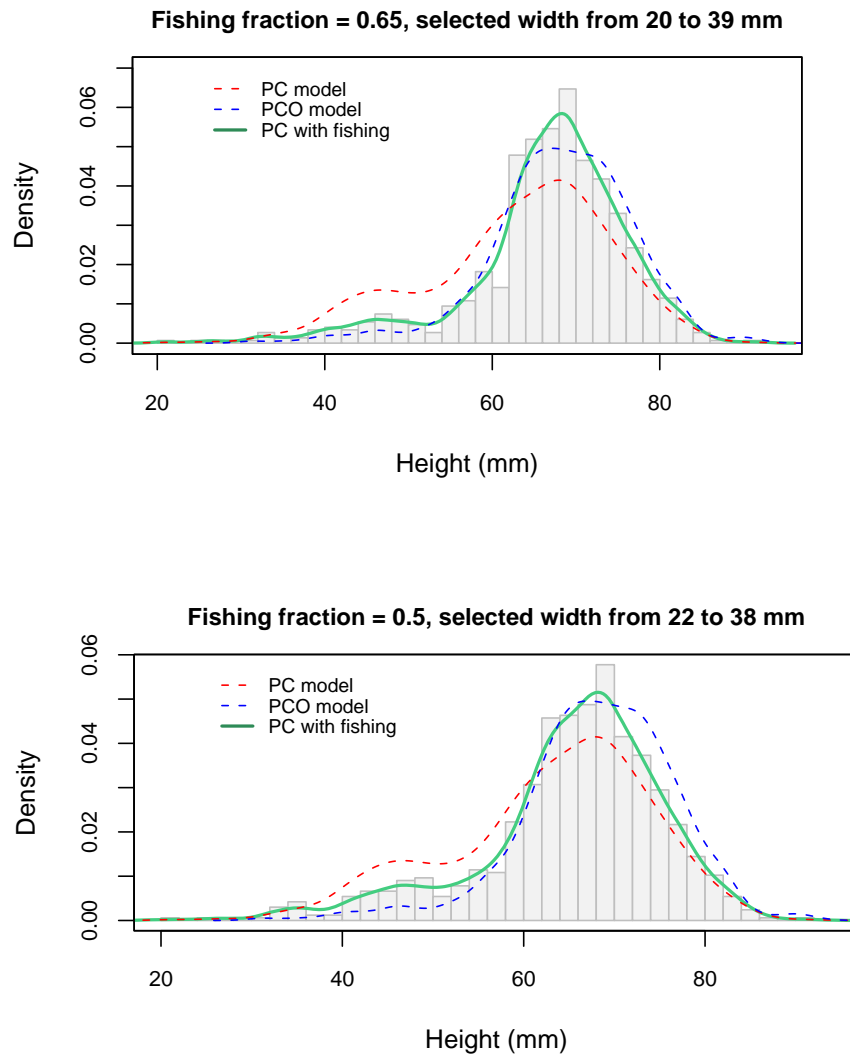 Fishing fraction = 0.65, selected width from 20 to 39 mm
PC model
PCO model
PC with fishing
Density
0.00
0.02
0.04
0.06
20
40
60
80
Height (mm)
Fishing fraction = 0.5, selected width from 22 to 38 mm
PC model
PCO model
PC with fishing
Density
0.00
0.02
0.04
0.06
20
40
60
80
Height (mm)